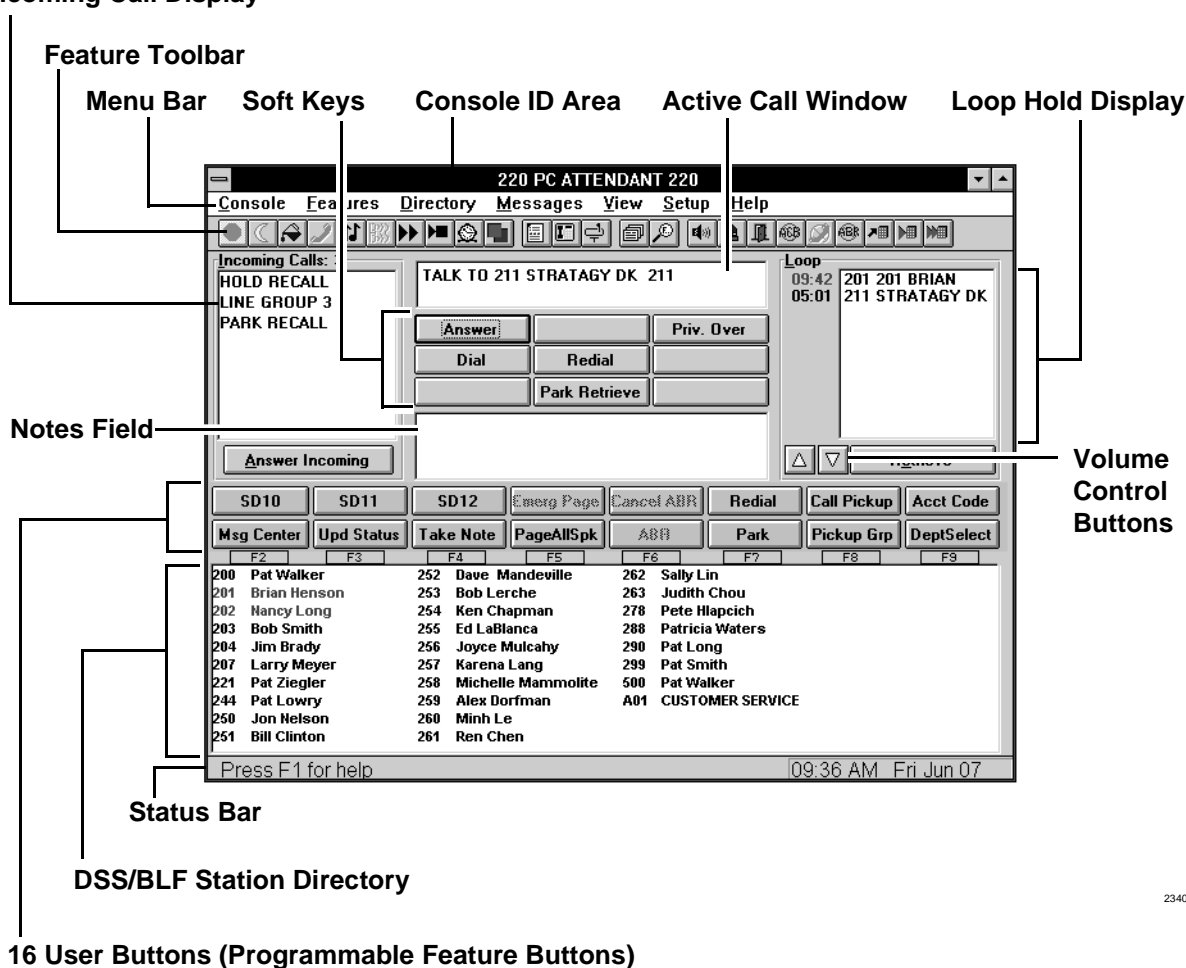 Call Display
Feature Toolbar
Menu Bar Soft Keys Console ID Area Active Call Window Loop Hold Display
220 PC ATTENDANT 220
Console Features Directory Messages View Setup Help
Incoming Calls:
HOLD RECALL
LINE GROUP 3
PARK RECALL
TALK TO 211 STRATAGY DK 211
Loop
09:42 201 201 BRIAN
05:01 211 STRATAGY DK
Answer Priv. Over
Dial Redial
Park Retrieve
Notes Field
Answer Incoming
Volume
Control
Buttons
SD10 SD11 SD12 Emerg Page Cancel ABR Redial Call Pickup Acct Code
Msg Center Upd Status Take Note PageAllSpk ABR Park Pickup Grp DeptSelect
F2 F3 F4 F5 F6 F7 F8 F9
200 Pat Walker 252 Dave Mandeville 262 Sally Lin
201 Brian Henson 253 Bob Lerche 263 Judith Chou
202 Nancy Long 254 Ken Chapman 278 Pete Hlapcich
203 Bob Smith 255 Ed LaBlanca 288 Patricia Waters
204 Jim Brady 256 Joyce Mulcahy 290 Pat Long
207 Larry Meyer 257 Karena Lang 299 Pat Smith
221 Pat Ziegler 258 Michelle Mammolite 500 Pat Walker
244 Pat Lowry 259 Alex Dorfman A01 CUSTOMER SERVICE
250 Jon Nelson 260 Minh Le
251 Bill Clinton 261 Ren Chen
Press F1 for help 09:36 AM Fri Jun 07
Status Bar
DSS/BLF Station Directory
2340
16 User Buttons (Programmable Feature Buttons)